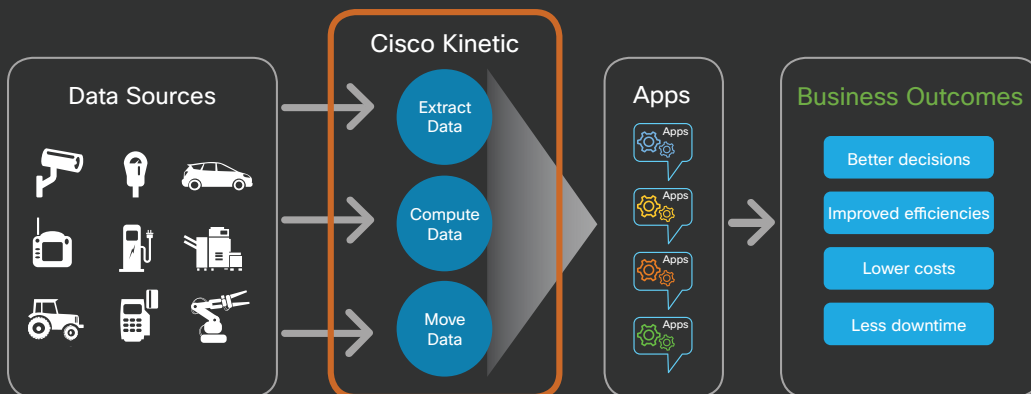 Data Sources
Cisco Kinetic
Extract
Data
Compute
Data
Move
Data
Apps
Apps
Apps
Apps
Apps
Business Outcomes
Better decisions
Improved efficiencies
Lower costs
Less downtime